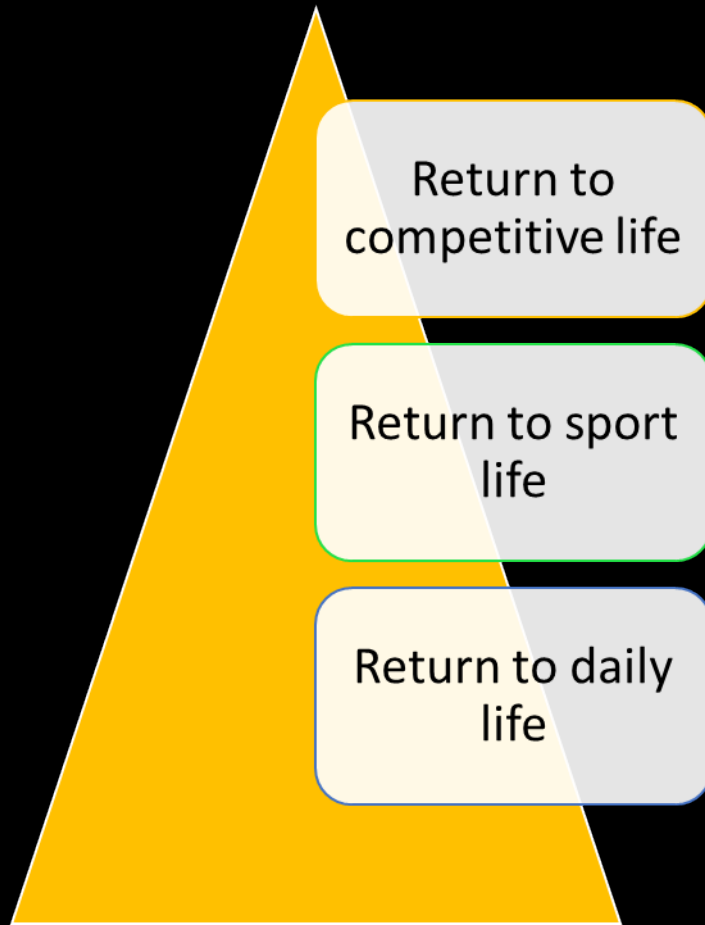 Return to
competitive life
Return to sport
life
Return to daily
life